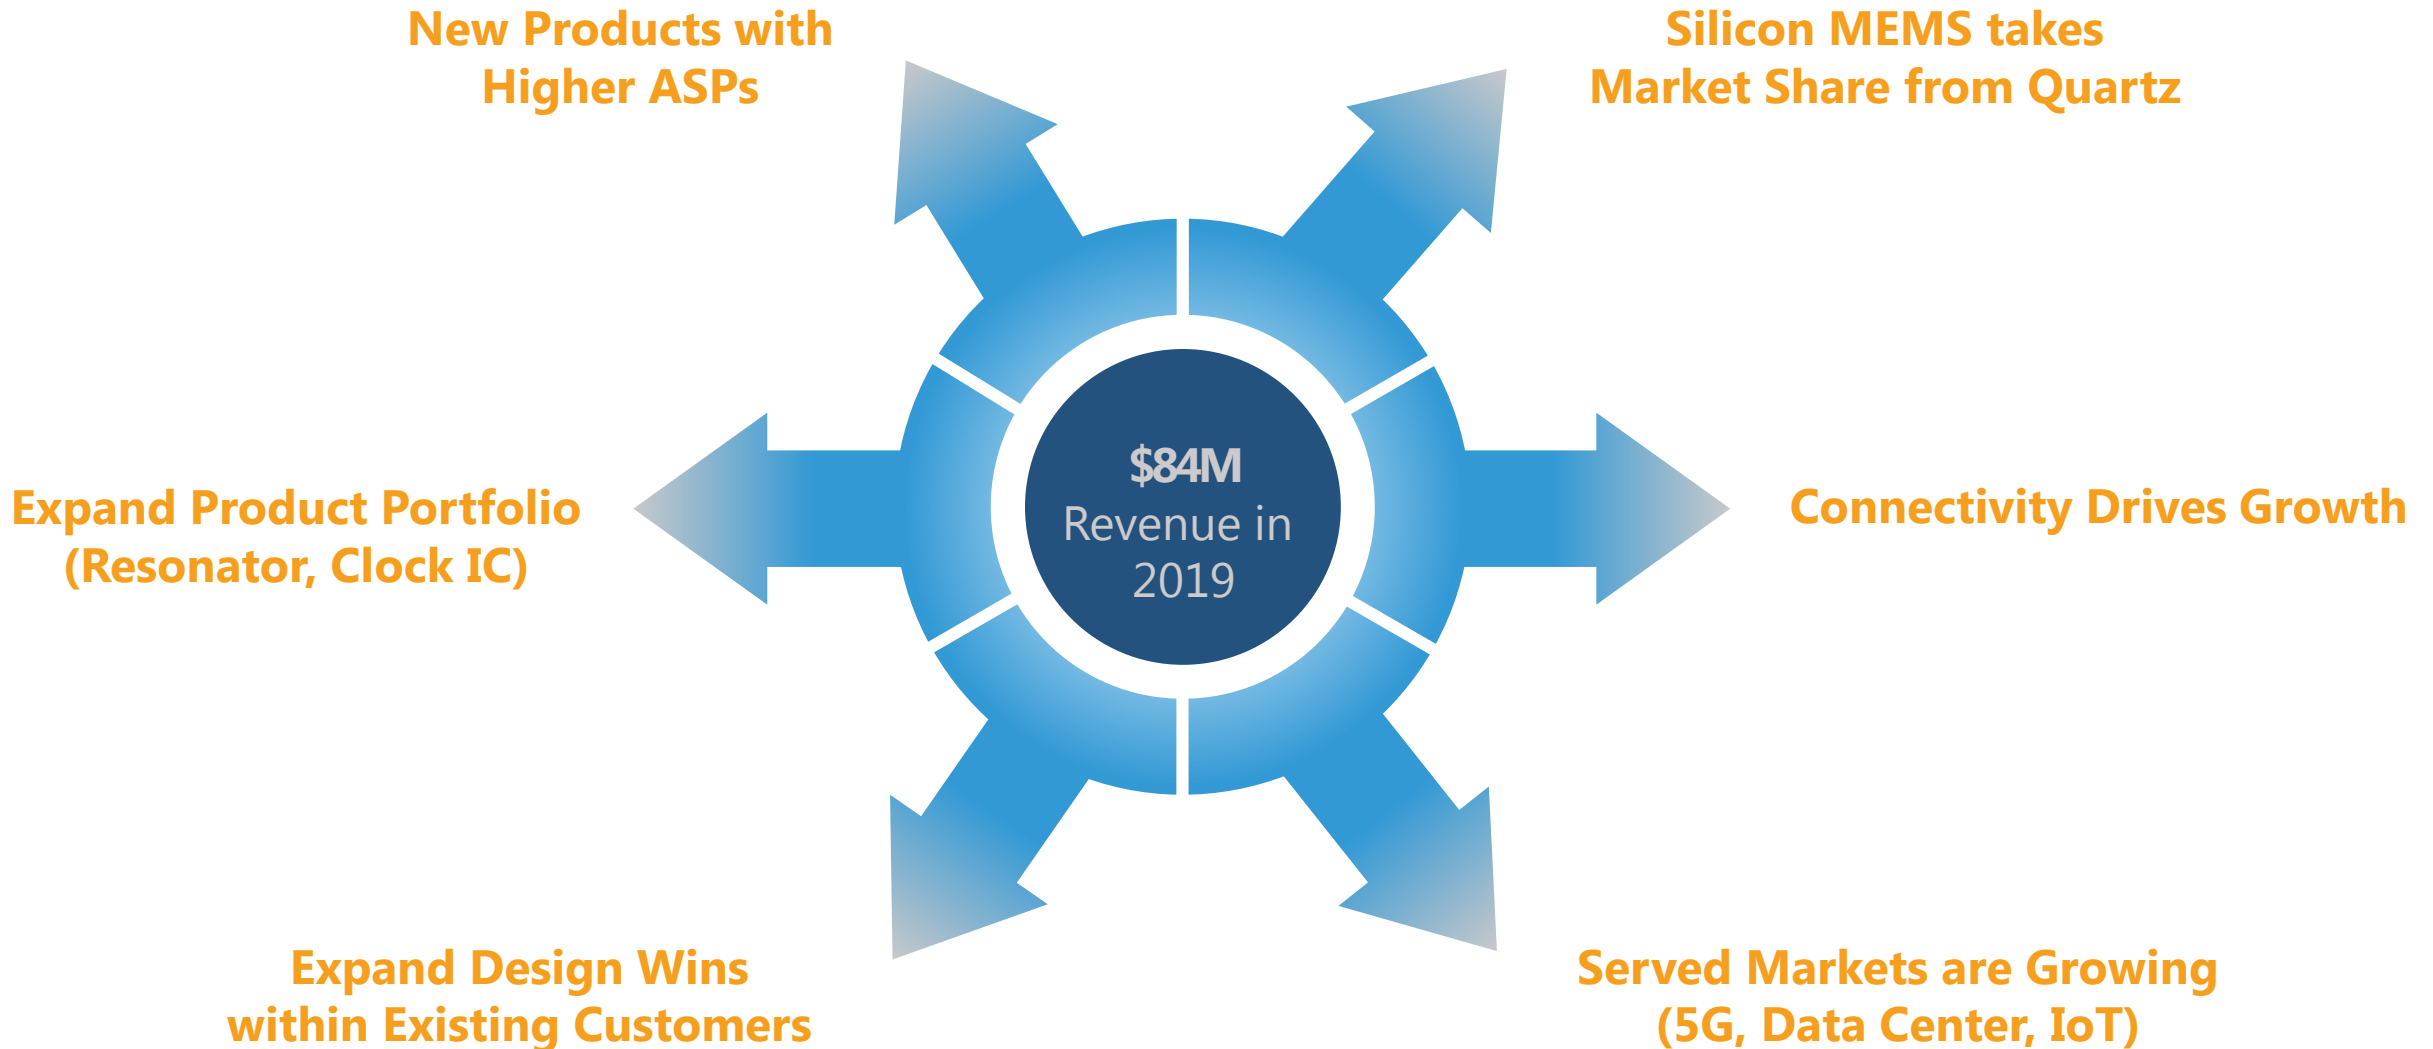 New Products with
Higher ASPs
Silicon MEMS takes
Market Share from Quartz
$84M
Revenue in
2019
Expand Product Portfolio
(Resonator, Clock IC)
Connectivity Drives Growth
Expand Design Wins
within Existing Customers
Served Markets are Growing
(5G, Data Center, IoT)